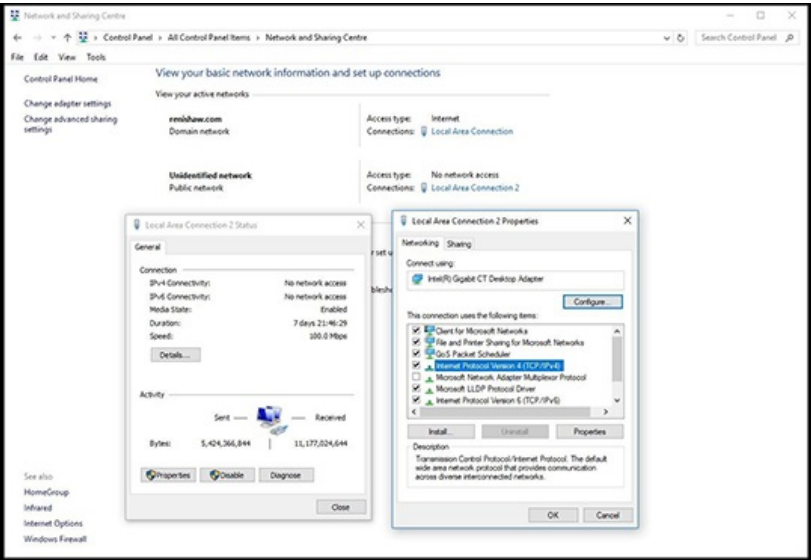 Network and Sharing Centre
Control Panel > All Control Panel Items > Network and Sharing Centre
Search Control Panel
File Edit View Tools
Control Panel Home
Change adapter settings
Change advanced sharing
settings
View your basic network information and set up connections
View your active networks
renishaw.com
Domain network
Access type: Internet
Connections: Local Area Connection
Unidentified network
Public network
Access type: No network access
Connections: Local Area Connection 2
r set u
Local Area Connection 2 Status
General
Connection
IPv4 Connectivity: No network access
IPv6 Connectivity: No network access
Media State: Enabled
Duration: 7 days 21:46:29
Speed: 100.0 Mbps
Details...
Activity
Sent — — Received
Bytes: 5,424,366,844 | 11,177,024,644
Properties Disable Diagnose
Close
Local Area Connection 2 Properties
Networking Sharing
Connect using:
Intel(R) Gigabit CT Desktop Adapter
Configure...
This connection uses the following items:
Client for Microsoft Networks
File and Printer Sharing for Microsoft Networks
QoS Packet Scheduler
Internet Protocol Version 4 (TCP/IPv4)
Microsoft Network Adapter Multiplexor Protocol
Microsoft LLDP Protocol Driver
Internet Protocol Version 6 (TCP/IPv6)
Install... Uninstall Properties
Description
Transmission Control Protocol/Internet Protocol. The default
wide area network protocol that provides communication
across diverse interconnected networks.
OK Cancel
See also
HomeGroup
Infrared
Internet Options
Windows Firewall